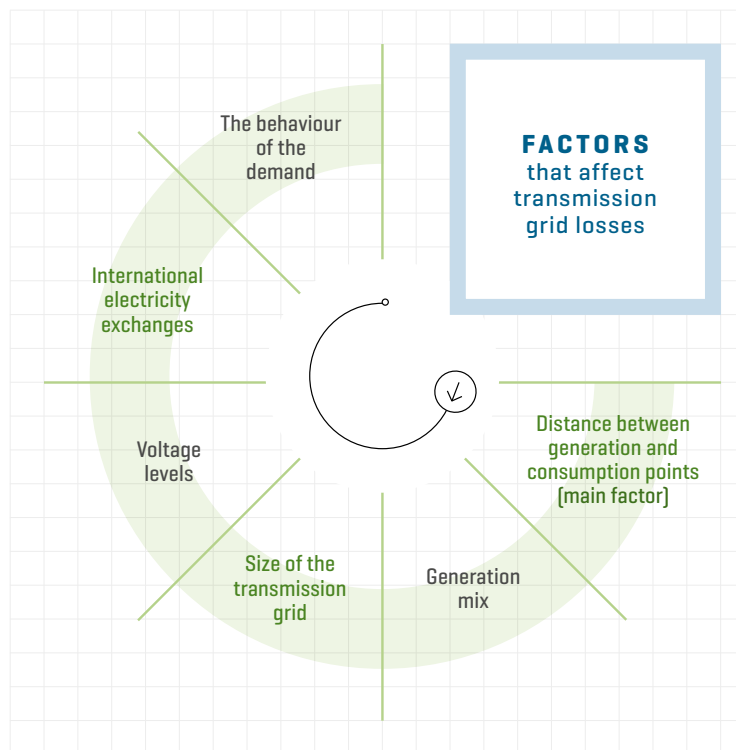 FACTORS
that affect
transmission
grid losses
Distance between
generation and
consumption points
(main factor)
Generation
mix
Size of the
transmission
grid
Voltage
levels
International
electricity
exchanges
The behaviour
of the
demand